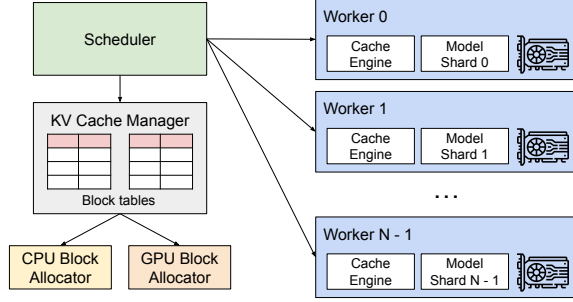 Scheduler
KV Cache Manager
Block tables
CPU Block
Allocator
GPU Block
Allocator
Worker 0
Cache
Engine
Model
Shard 0
Worker 1
Cache
Engine
Model
Shard 1
...
Worker N - 1
Cache
Engine
Model
Shard N - 1